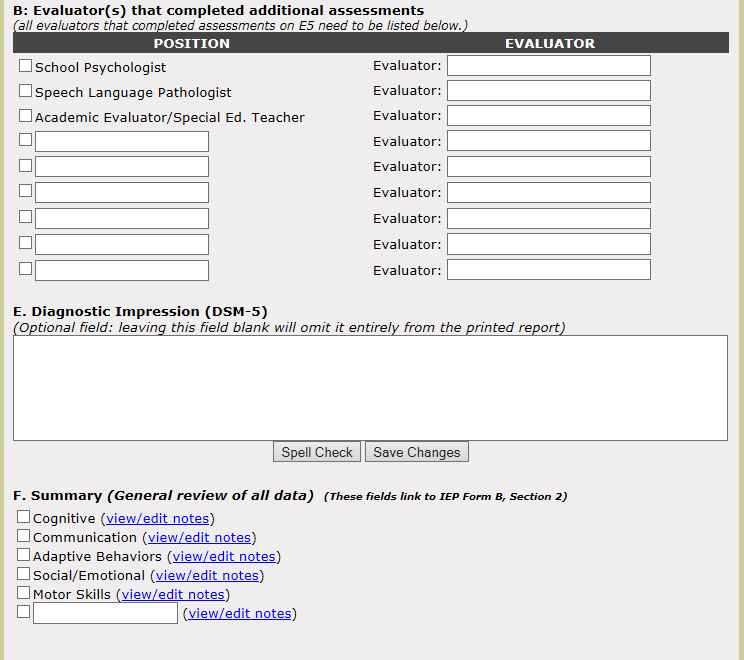 B: Evaluator(s) that completed additional assessments
(all evaluators that completed assessments on E5 need to be listed below.)
POSITION EVALUATOR
School Psychologist Evaluator:
Speech Language Pathologist Evaluator:
Academic Evaluator/Special Ed. Teacher Evaluator:
Evaluator:
Evaluator:
Evaluator:
Evaluator:
Evaluator:
Evaluator:
E. Diagnostic Impression (DSM-5)
(Optional field: leaving this field blank will omit it entirely from the printed report)
Spell Check Save Changes
F. Summary (General review of all data) (These fields link to IEP Form B, Section 2)
Cognitive (view/edit notes)
Communication (view/edit notes)
Adaptive Behaviors (view/edit notes)
Social/Emotional (view/edit notes)
Motor Skills (view/edit notes)
(view/edit notes)